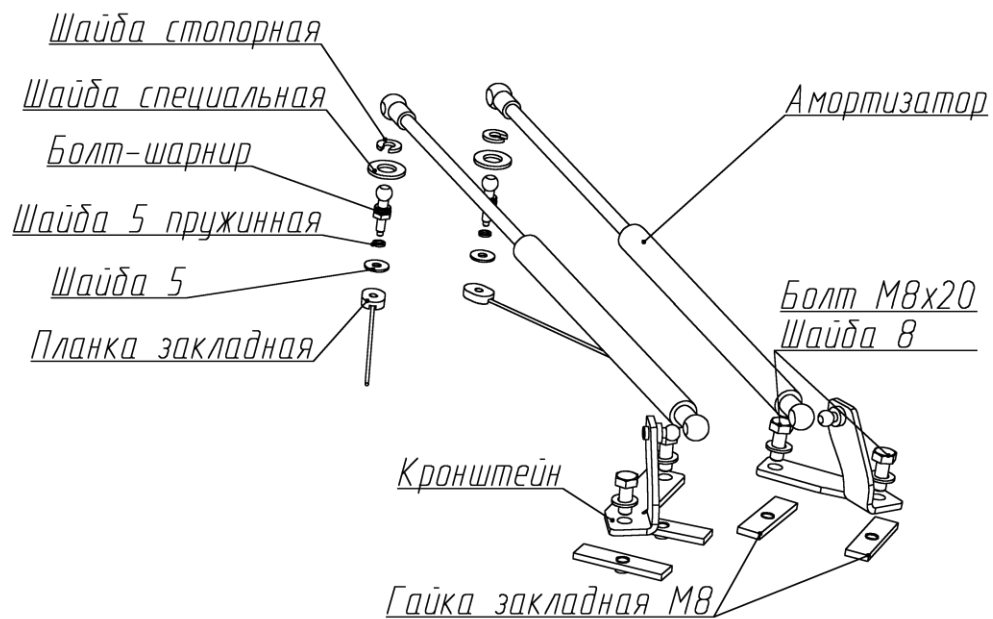 Шайба стопорная
Шайба специальная
Болт-шарнир
Шайба 5 пружинная
Шайба 5
Планка закладная
Амортизатор
Болт М8х20
Шайба 8
Кронштейн
Гайка закладная М8